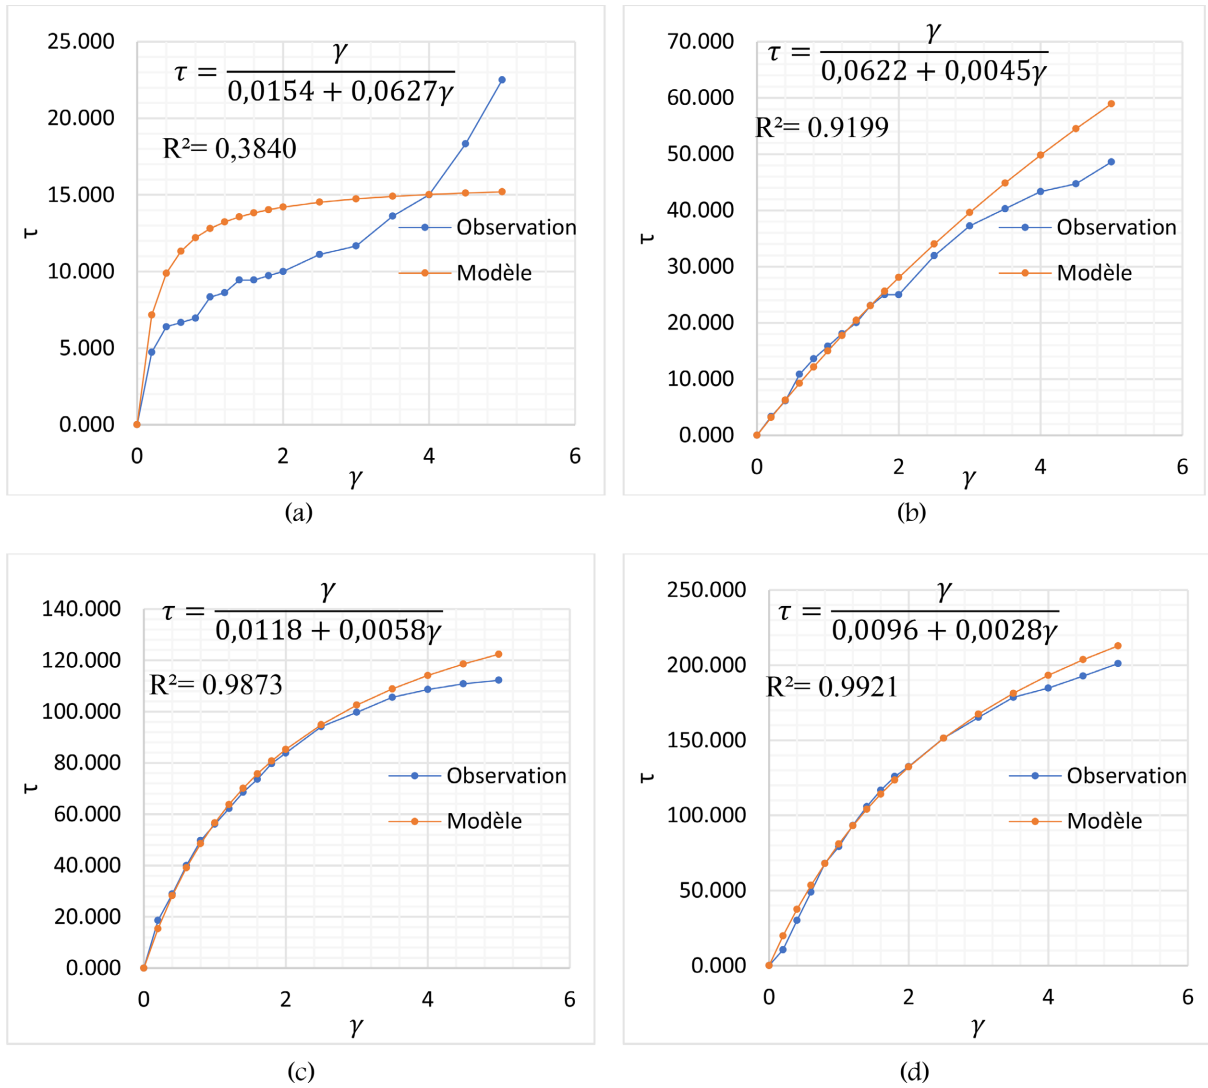 25.000
20.000
15.000
10.000
5.000
0.000
τ
τ = γ / 0,0154 + 0,0627γ
R²= 0,3840
Observation
Modèle
0 2 4 6
γ
(a)
70.000
60.000
50.000
40.000
30.000
20.000
10.000
0.000
τ
τ = γ / 0,0622 + 0,0045γ
R²= 0.9199
Observation
Modèle
0 2 4 6
γ
(b)
140.000
120.000
100.000
80.000
60.000
40.000
20.000
0.000
τ
τ = γ / 0,0118 + 0,0058γ
R²= 0.9873
Observation
Modèle
0 2 4 6
γ
(c)
250.000
200.000
150.000
100.000
50.000
0.000
τ
τ = γ / 0,0096 + 0,0028γ
R²= 0.9921
Observation
Modèle
0 2 4 6
γ
(d)